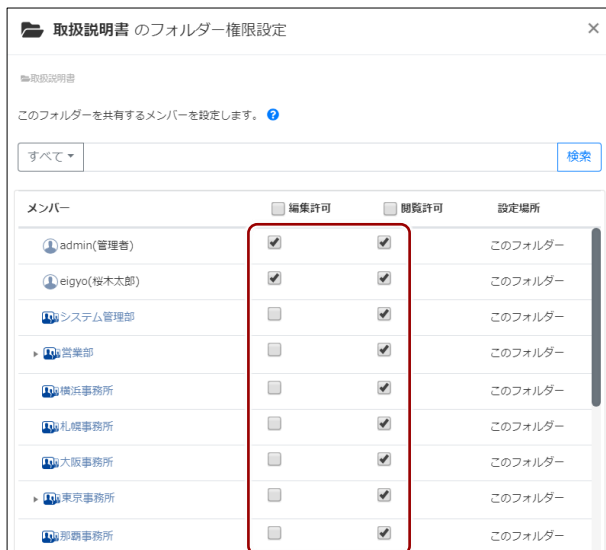 取扱説明書 のフォルダー権限設定
取扱説明書
このフォルダーを共有するメンバーを設定します。
すべて 検索
メンバー 編集許可 閲覧許可 設定場所
admin(管理者) このフォルダー
eigyo(桜木太郎) このフォルダー
システム管理部 このフォルダー
営業部 このフォルダー
横浜事務所 このフォルダー
札幌事務所 このフォルダー
大阪事務所 このフォルダー
東京事務所 このフォルダー
那覇事務所 このフォルダー